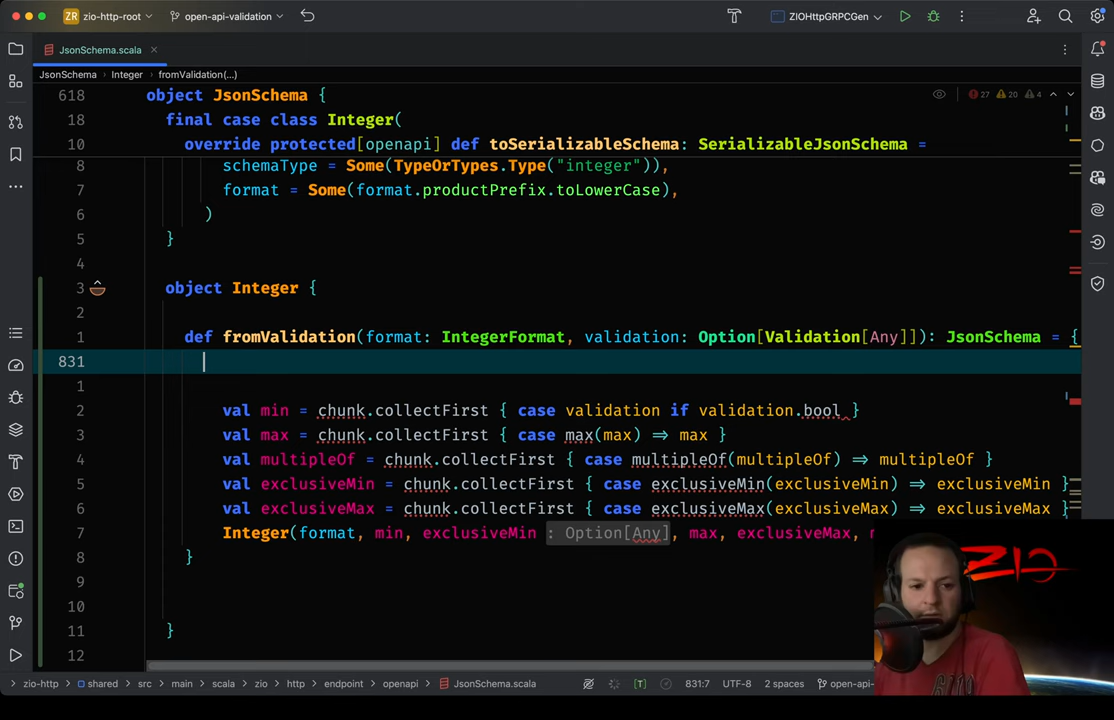 ZR zio-http-root open-api-validation ZIOHttpGRPCGen
JsonSchema.scala
JsonSchema Integer fromValidation(...)
618 object JsonSchema { 27 20 4
18 final case class Integer(
10 override protected[openapi] def toSerializableSchema: SerializableJsonSchema =
8 schemaType = Some(TypeOrTypes.Type("integer")),
7 format = Some(format.productPrefix.toLowerCase),
6 )
5 }
4
3 object Integer {
2
1 def fromValidation(format: IntegerFormat, validation: Option[Validation[Any]]): JsonSchema = {
831
1
2 val min = chunk.collectFirst { case validation if validation.bool }
3 val max = chunk.collectFirst { case max(max) => max }
4 val multipleOf = chunk.collectFirst { case multipleOf(multipleOf) => multipleOf }
5 val exclusiveMin = chunk.collectFirst { case exclusiveMin(exclusiveMin) => exclusiveMin }
6 val exclusiveMax = chunk.collectFirst { case exclusiveMax(exclusiveMax) => exclusiveMax }
7 Integer(format, min, exclusiveMin : Option[Any], max, exclusiveMax,
8 }
9
10
11 }
12
ZIO
zio-http shared src main scala zio http endpoint openapi JsonSchema.scala [T] 831:7 UTF-8 2 spaces open-api-